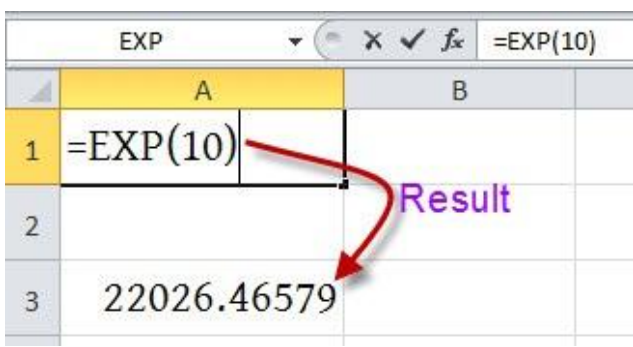 EXP =EXP(10)
A B
1 =EXP(10)
Result
2
3 22026.46579